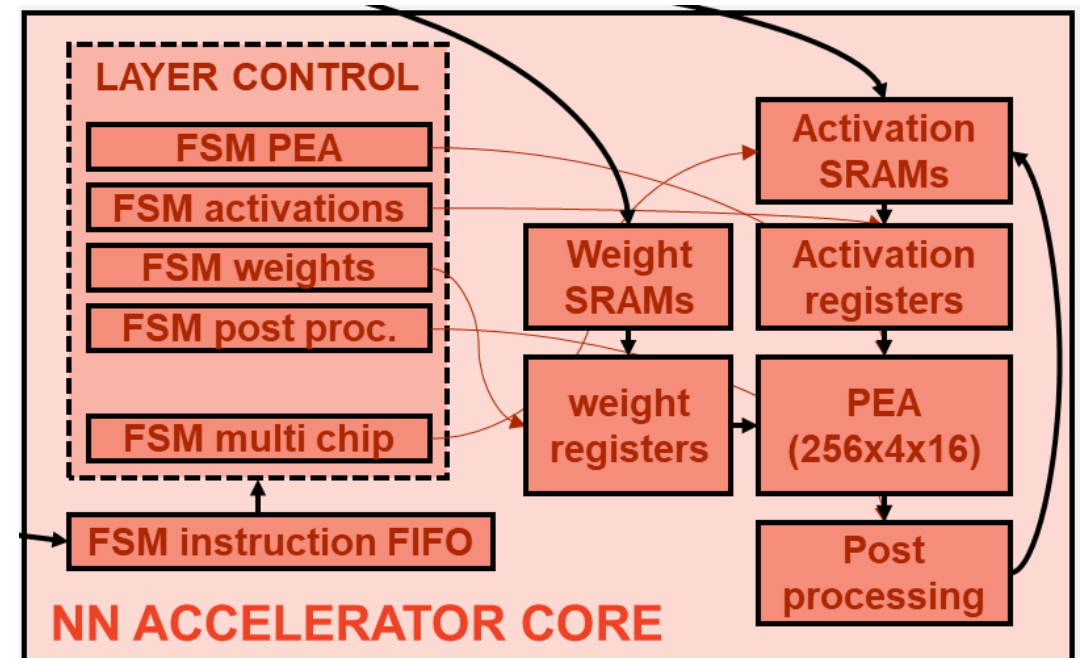 LAYER CONTROL
FSM PEA
FSM activations
FSM weights
FSM post proc.
FSM multi chip
FSM instruction FIFO
Weight
SRAMs
weight
registers
Activation
SRAMs
Activation
registers
PEA
(256x4x16)
Post
processing
NN ACCELERATOR CORE